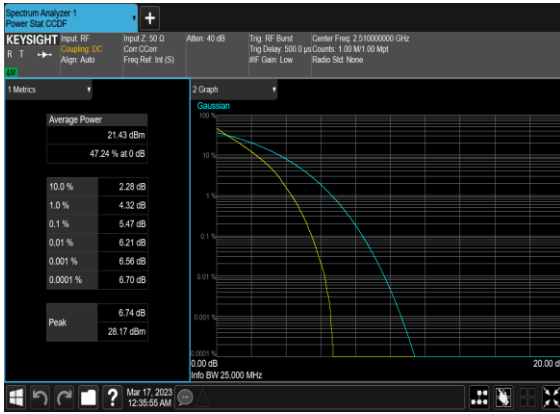 Spectrum Analyzer 1
Power Stat CCDF
+
KEYSIGHT Input: RF Input Z: 50 Ω Atten: 40 dB Trig: RF Burst Center Freq: 2.510000000 GHz
R T Coupling: DC Corr CCorr Trig Delay: 500.0 µs Counts: 1.00 M/1.00 Mpt
Align: Auto Freq Ref: Int (S) #IF Gain: Low Radio Std: None
1 Metrics
2 Graph
Average Power
21.43 dBm
47.24 % at 0 dB
10.0 % 2.28 dB
1.0 % 4.32 dB
0.1 % 5.47 dB
0.01 % 6.21 dB
0.001 % 6.56 dB
0.0001 % 6.70 dB
Peak 6.74 dB
28.17 dBm
Gaussian
100 %
10 %
1 %
0.1 %
0.01 %
0.001 %
0.0001 %
0.00 dB 20.00 d
Info BW 25.000 MHz
?
Mar 17, 2023
12:35:55 AM